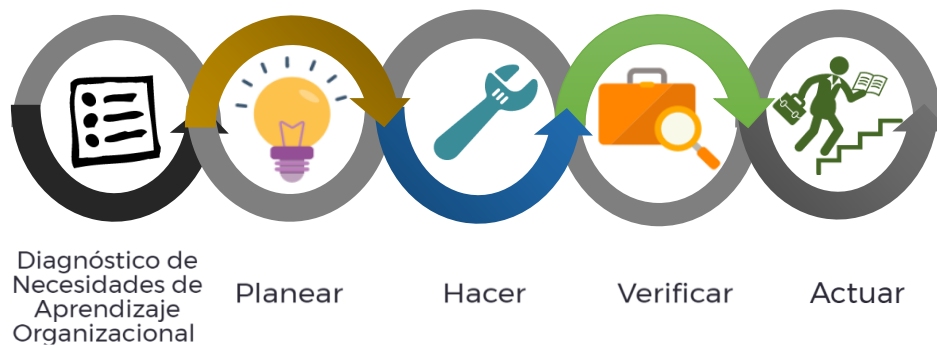 Diagnóstico de
Necesidades de
Aprendizaje
Organizacional
Planear
Hacer
Verificar
Actuar